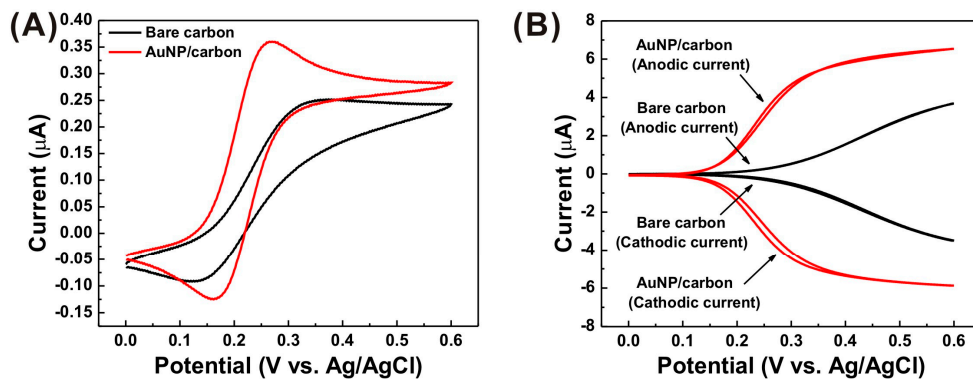 (A)
Bare carbon
AuNP/carbon
0.40
0.35
0.30
0.25
0.20
0.15
0.10
0.05
0.00
-0.05
-0.10
-0.15
Current (μA)
0.0 0.1 0.2 0.3 0.4 0.5 0.6
Potential (V vs. Ag/AgCl)
(B)
AuNP/carbon
(Anodic current)
Bare carbon
(Anodic current)
Bare carbon
(Cathodic current)
AuNP/carbon
(Cathodic current)
8
6
4
2
0
-2
-4
-6
-8
Current (μA)
0.0 0.1 0.2 0.3 0.4 0.5 0.6
Potential (V vs. Ag/AgCl)